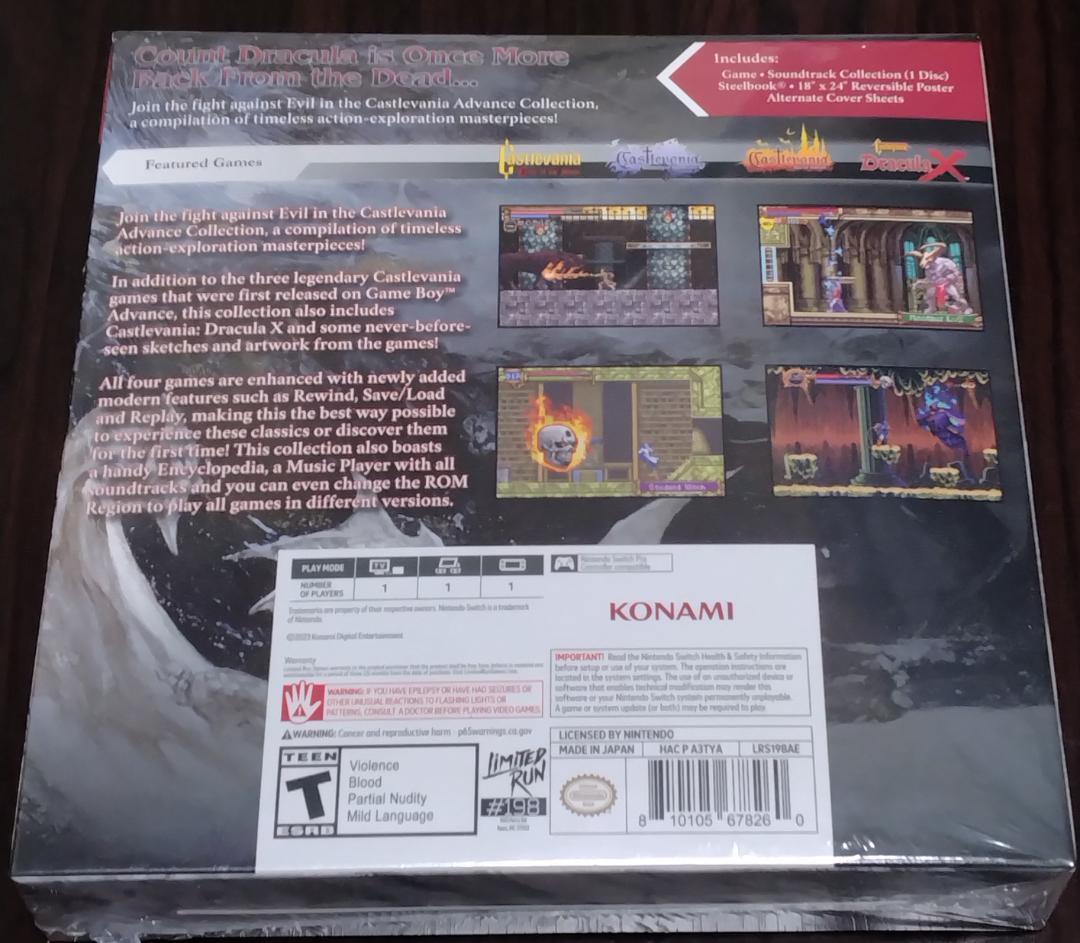 Count Dracula is Once More
Back From the Dead...
Join the fight against Evil in the Castlevania Advance Collection,
a compilation of timeless action-exploration masterpieces!
Includes:
Game • Soundtrack Collection (1 Disc)
Steelbook® • 18" x 24" Reversible Poster
Alternate Cover Sheets
Featured Games
Castlevania
Castlevania
Castlevania
Dracula X
Join the fight against Evil in the Castlevania
Advance Collection, a compilation of timeless
action-exploration masterpieces!
In addition to the three legendary Castlevania
games that were first released on Game Boy™
Advance, this collection also includes
Castlevania: Dracula X and some never-before-
seen sketches and artwork from the games!
All four games are enhanced with newly added
modern features such as Rewind, Save/Load
and Replay, making this the best way possible
to experience these classics or discover them
for the first time! This collection also boasts
a handy Encyclopedia, a Music Player with all
soundtracks and you can even change the ROM
Region to play all games in different versions.
Student Witch
PLAY MODE
TV
NUMBER
OF PLAYERS
1
1
1
Nintendo Switch Pro
Controller compatible
Trademarks are property of their respective owners. Nintendo Switch is a trademark
of Nintendo.
©2023 Konami Digital Entertainment
KONAMI
Warranty
WARNING: IF YOU HAVE EPILEPSY OR HAVE HAD SEIZURES OR
OTHER UNUSUAL REACTIONS TO FLASHING LIGHTS OR
PATTERNS, CONSULT A DOCTOR BEFORE PLAYING VIDEO GAMES.
WARNING: Cancer and reproductive harm - p65warnings.ca.gov
IMPORTANT! Read the Nintendo Switch Health & Safety Information
before setup or use of your system. The operation instructions are
located in the system settings. The use of an unauthorized device or
software that enables technical modification may render this
software or your Nintendo Switch system permanently unplayable.
A game or system update (or both) may be required to play.
TEEN
T
ESRB
Violence
Blood
Partial Nudity
Mild Language
LIMITED
RUN
#198
LICENSED BY NINTENDO
MADE IN JAPAN
HAC P A3TYA
LRS198AE
Nintendo
8 10105 67826 0